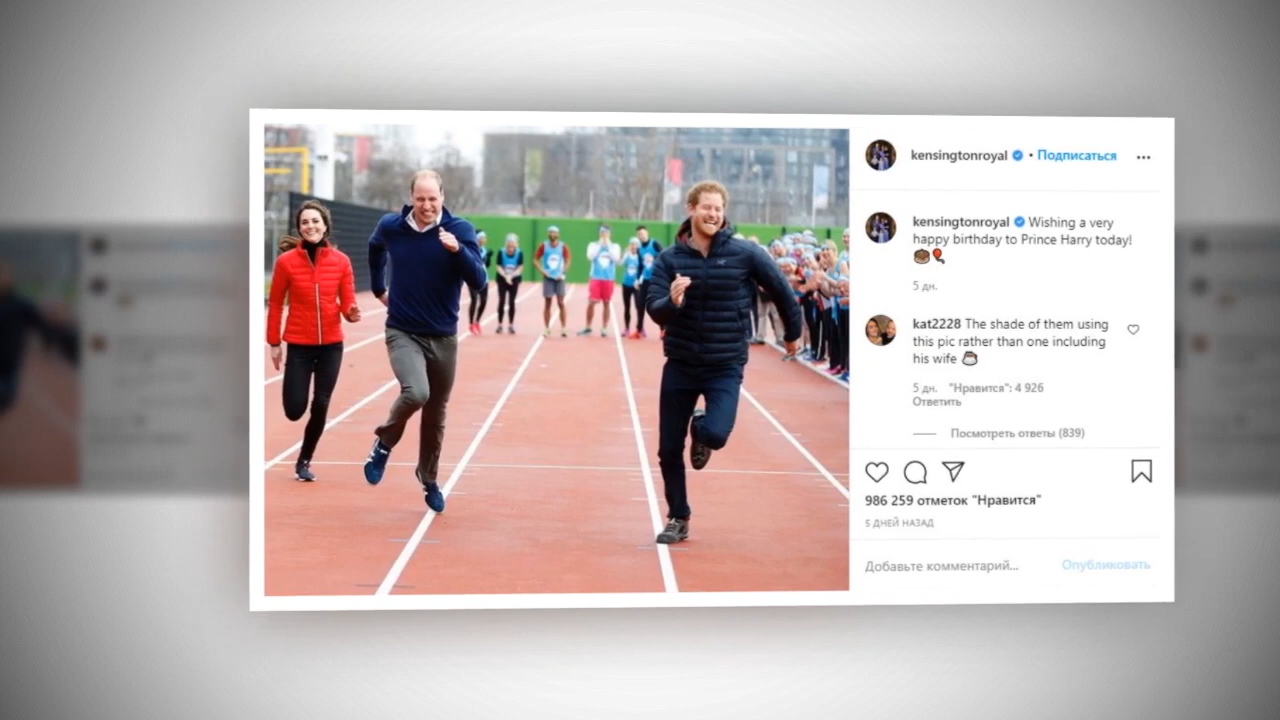 kensingtonroyal • Подписаться
kensingtonroyal Wishing a very
happy birthday to Prince Harry today!
5 дн.
kat2228 The shade of them using
this pic rather than one including
his wife
5 дн. "Нравится": 4 926
Ответить
Посмотреть ответы (839)
986 259 отметок "Нравится"
5 ДНЕЙ НАЗАД
Добавьте комментарий... Опубликовать